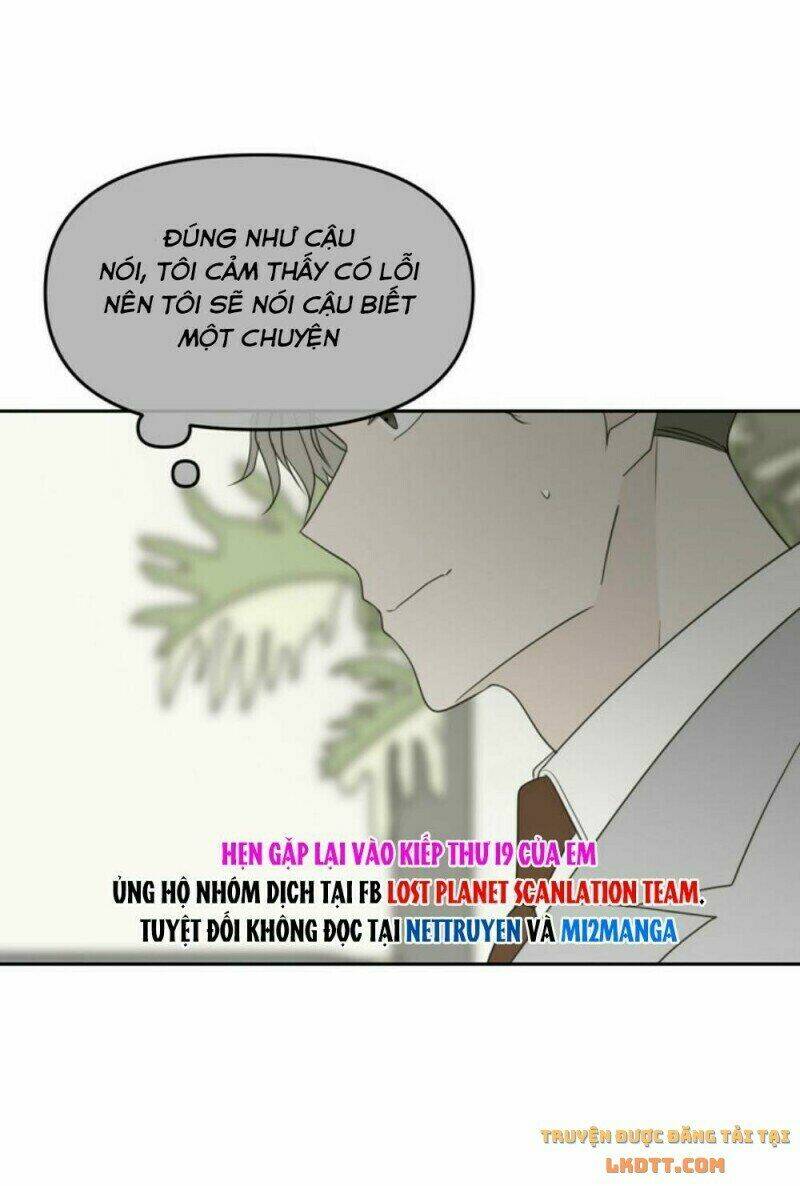 ĐÚNG NHƯ CẬU
NÓI, TÔI CẢM THẤY CÓ LỖI
NÊN TÔI SẼ NÓI CẬU BIẾT
MỘT CHUYỆN
HẸN GẶP LẠI VÀO KIẾP THƯ 19 CỦA EM
ỦNG HỘ NHÓM DỊCH TẠI FB LOST PLANET SCANLATION TEAM.
TUYỆT ĐỐI KHÔNG ĐỌC TẠI NETTRUYEN VÀ MI2MANGA
TRUYỆN ĐƯỢC ĐĂNG TẢI TẠI
LKDTT.COM